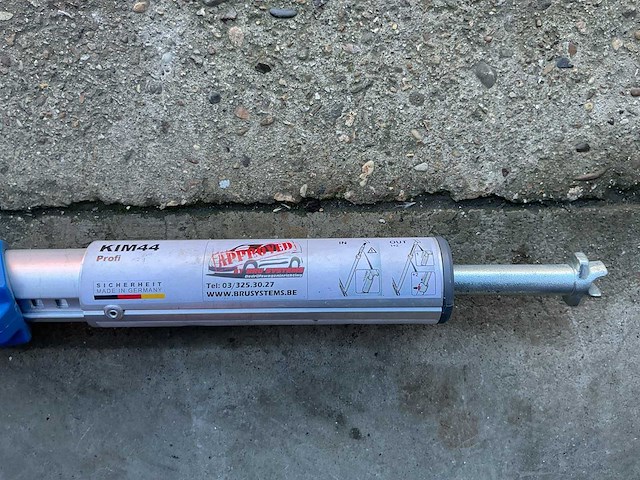 KIM44
Profi
SICHERHEIT
MADE IN GERMANY
APPROVED
Tel: 03/325.30.27
WWW.BRUSYSTEMS.BE
IN
OUT